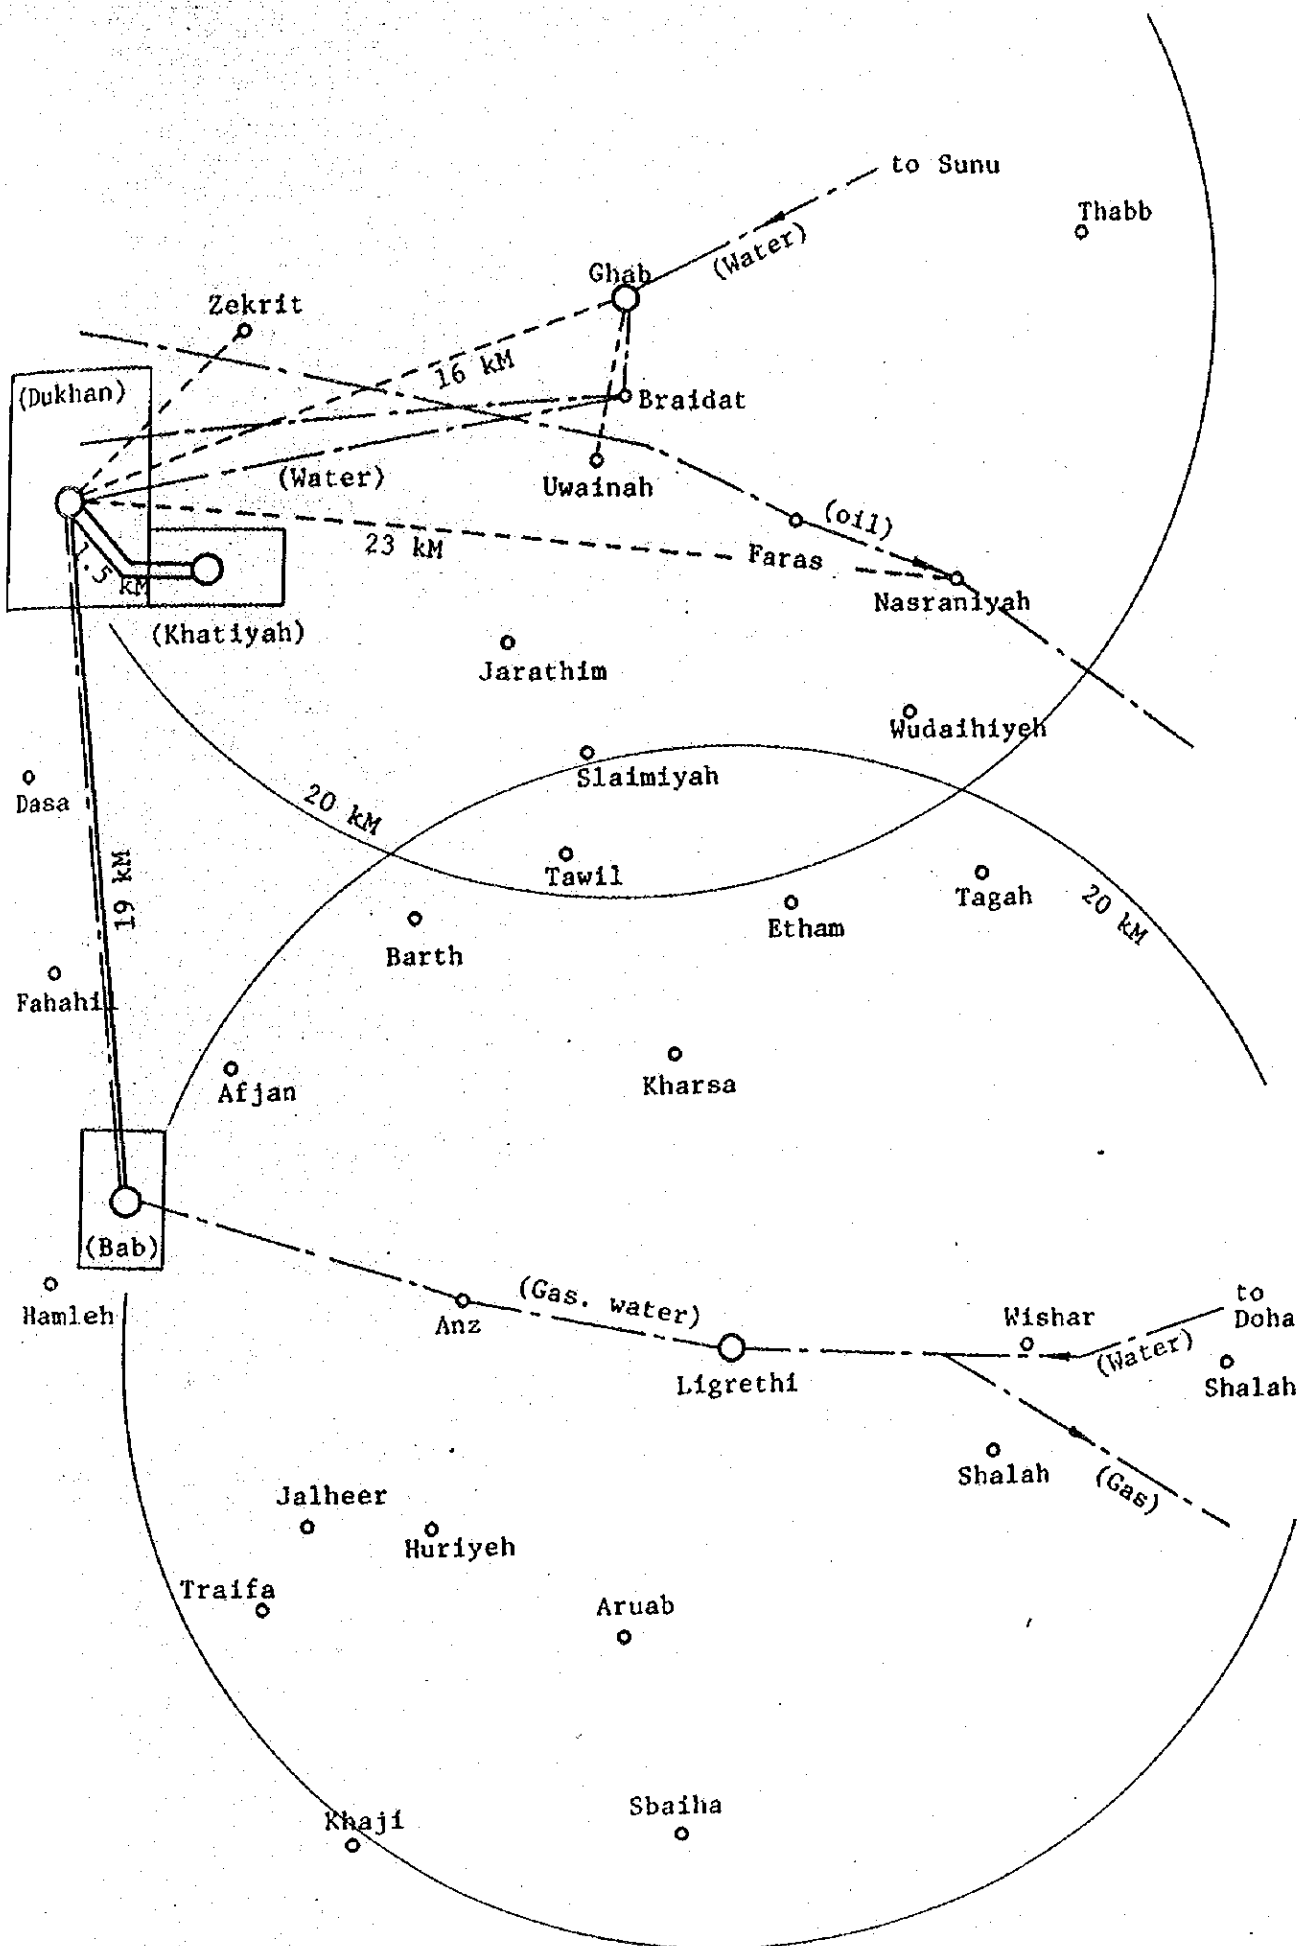 to Sunu
Thabb
(Water)
Ghab
Zekrit
16 kM
(Dukhan)
Braidat
(Water)
Uwainah
(oil)
23 kM
Faras
kM
Nasraniyah
(Khatiyah)
Jarathim
Wudaihiyeh
Slaimiyah
Dasa
20 kM
19 kM
Tawil
Tagah
20 kM
Etham
Barth
Fahahil
Kharsa
Afjan
(Bab)
Hamleh
(Gas. water)
to
Doha
Wishar
Anz
(Water)
Ligrethi
Shalah
Shalah
(Gas)
Jalheer
Huriyeh
Traifa
Aruab
Sbaiha
Khaji